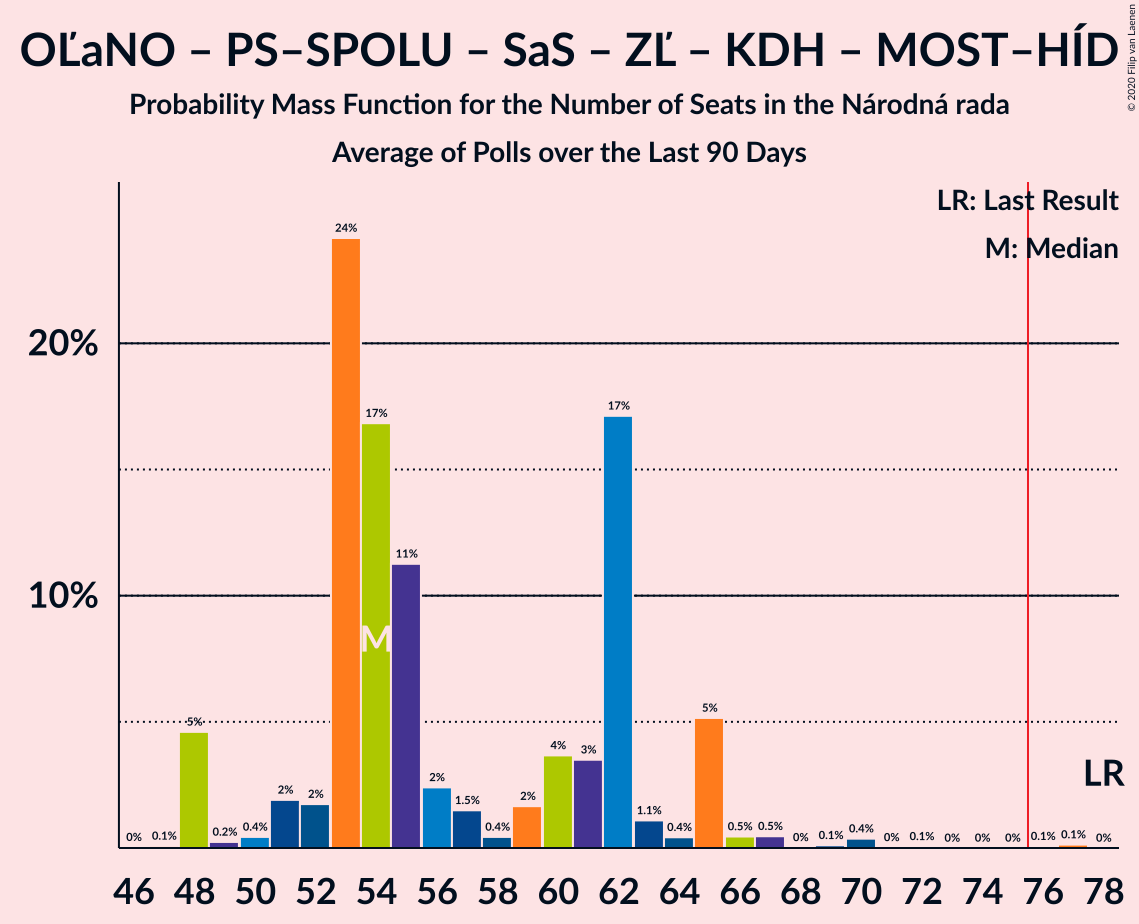 OĽaNO – PS–SPOLU – SaS – ZĽ – KDH – MOST–HÍD
Probability Mass Function for the Number of Seats in the Národná rada
Average of Polls over the Last 90 Days
© 2020 Filip van Laenen
LR: Last Result
M: Median
20%
10%
0% 0.1% 5% 0.2% 0.4% 2% 2% 24% 17% 11% 2% 1.5% 0.4% 2% 4% 3% 17% 1.1% 0.4% 5% 0.5% 0.5% 0% 0.1% 0.4% 0% 0.1% 0% 0% 0% 0.1% 0.1% 0%
M
LR
46 48 50 52 54 56 58 60 62 64 66 68 70 72 74 76 78